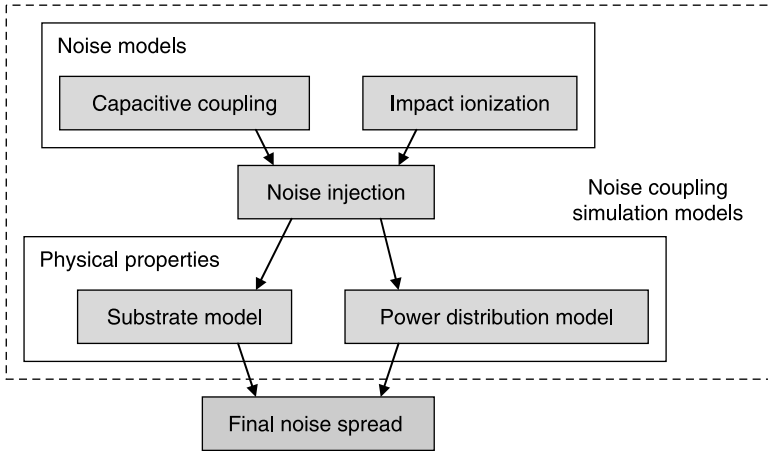 Noise models
Capacitive coupling
Impact ionization
Noise injection
Noise coupling
simulation models
Physical properties
Substrate model
Power distribution model
Final noise spread